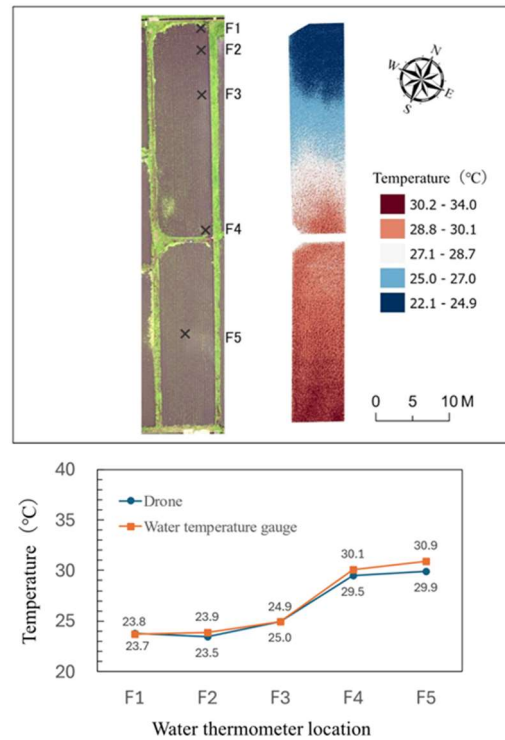 F1
F2
F3
F4
F5
N
W
E
S
Temperature （℃）
30.2 - 34.0
28.8 - 30.1
27.1 - 28.7
25.0 - 27.0
22.1 - 24.9
0 5 10 M
40
35
30
25
20
Temperature （℃）
Drone
Water temperature gauge
23.8
23.7
23.9
23.5
24.9
25.0
30.1
29.5
30.9
29.9
F1 F2 F3 F4 F5
Water thermometer location